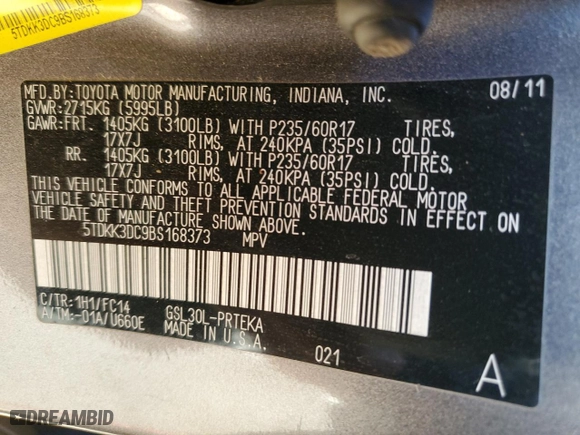 5TDKK3DC9BS168373
MFD.BY:TOYOTA MOTOR MANUFACTURING, INDIANA, INC. 08/11
GVWR:2715KG (5995LB)
GAWR:FRT. 1405KG (3100LB) WITH P235/60R17 TIRES,
17X7J RIMS, AT 240KPA (35PSI) COLD.
RR. 1405KG (3100LB) WITH P235/60R17 TIRES,
17X7J RIMS, AT 240KPA (35PSI) COLD.
THIS VEHICLE CONFORMS TO ALL APPLICABLE FEDERAL MOTOR
VEHICLE SAFETY AND THEFT PREVENTION STANDARDS IN EFFECT ON
THE DATE OF MANUFACTURE SHOWN ABOVE.
5TDKK3DC9BS168373 MPV
C/TR:1H1/FC14 GSL30L-PRTEKA
A/TM:-01A/U660E MADE IN U.S.A.
021
A
DREAMBID